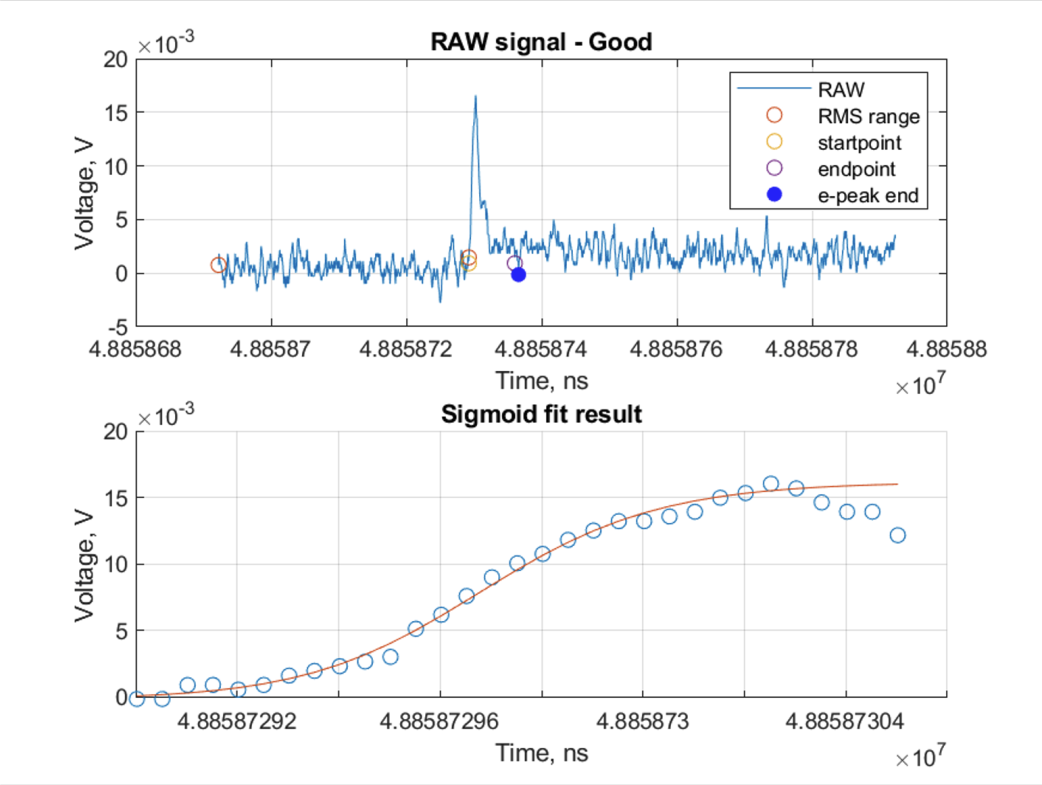 ×10⁻³
RAW signal - Good
20
15
10
5
0
-5
Voltage, V
RAW
RMS range
startpoint
endpoint
e-peak end
4.885868
4.88587
4.885872
4.885874
4.885876
4.885878
4.88588
Time, ns
×10⁷
×10⁻³
Sigmoid fit result
20
15
10
5
0
Voltage, V
4.88587292
4.88587296
4.885873
4.88587304
Time, ns
×10⁷